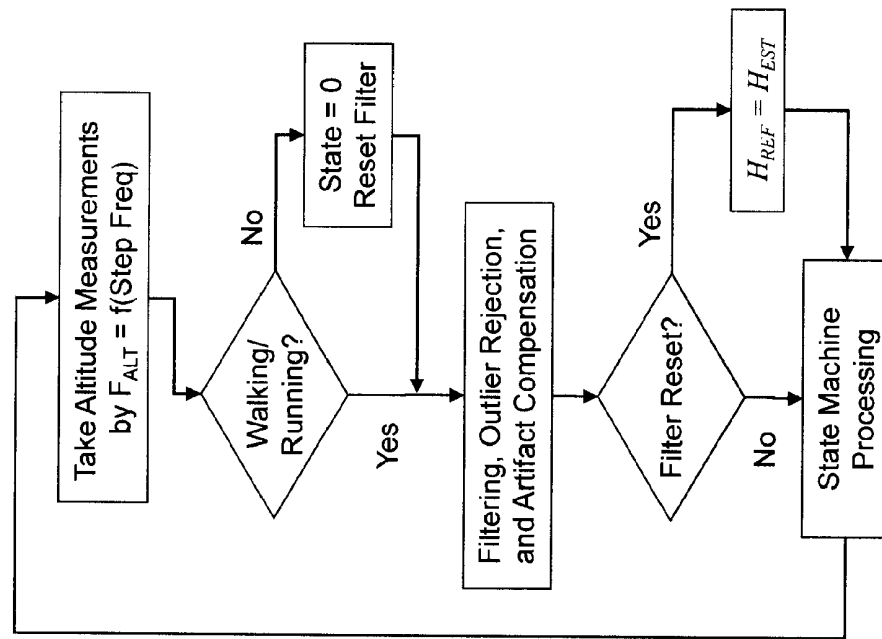 Take Altitude Measurements
by F_ALT = f(Step Freq)
Walking/
Running?
No
State = 0
Reset Filter
Yes
Filtering, Outlier Rejection,
and Artifact Compensation
Filter Reset?
Yes
H_REF = H_EST
No
State Machine
Processing